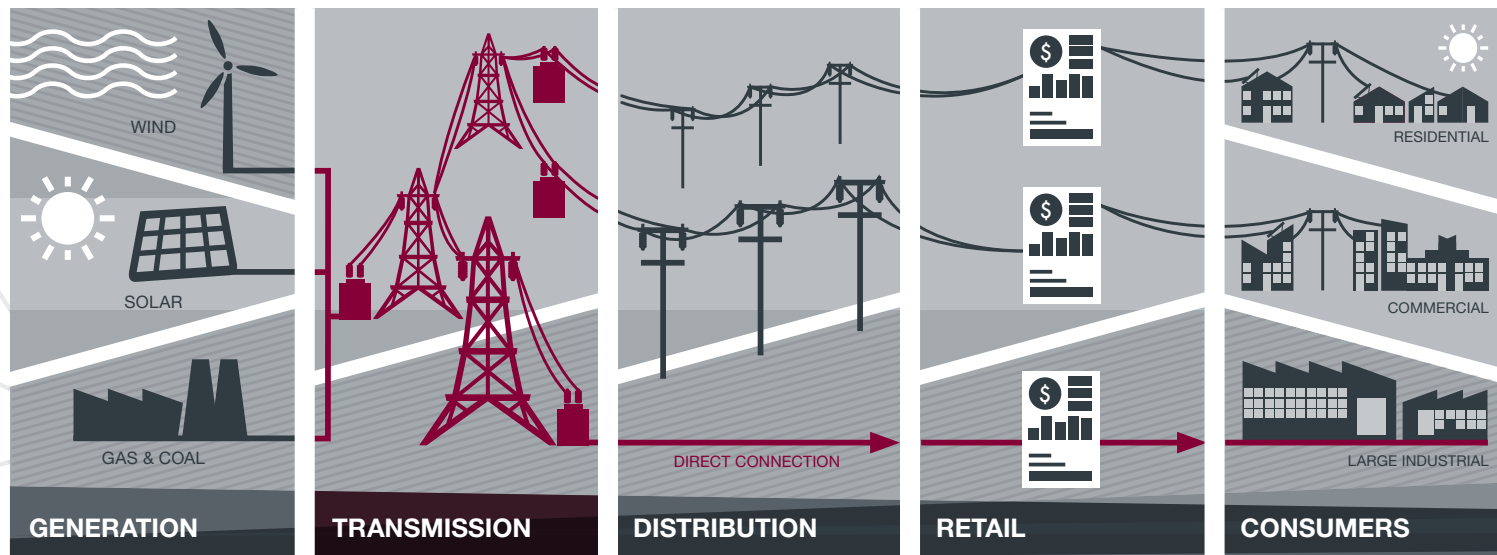 WIND
SOLAR
GAS & COAL
GENERATION
TRANSMISSION
DIRECT CONNECTION
DISTRIBUTION
$
$
$
RETAIL
RESIDENTIAL
COMMERCIAL
LARGE INDUSTRIAL
CONSUMERS